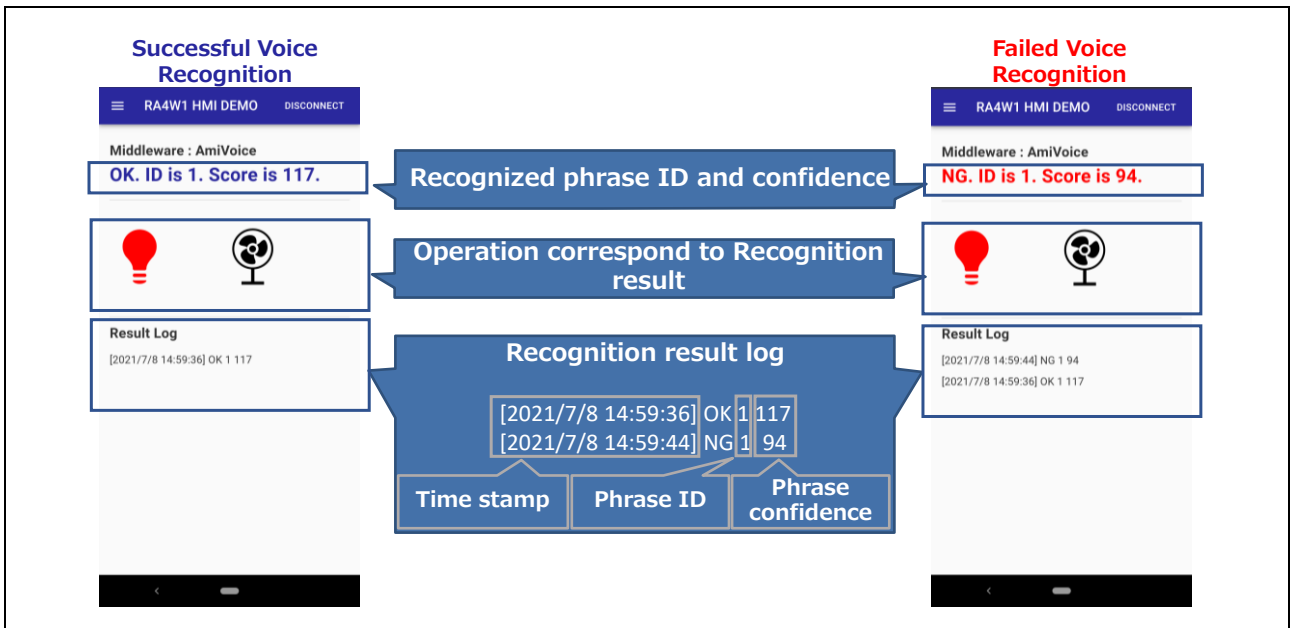 Successful Voice
Recognition
RA4W1 HMI DEMO DISCONNECT
Middleware : AmiVoice
OK. ID is 1. Score is 117.
Result Log
[2021/7/8 14:59:36] OK 1 117
Recognized phrase ID and confidence
Operation correspond to Recognition
result
Recognition result log
[2021/7/8 14:59:36] OK 1 117
[2021/7/8 14:59:44] NG 1 94
Time stamp
Phrase ID
Phrase
confidence
Failed Voice
Recognition
RA4W1 HMI DEMO DISCONNECT
Middleware : AmiVoice
NG. ID is 1. Score is 94.
Result Log
[2021/7/8 14:59:44] NG 1 94
[2021/7/8 14:59:36] OK 1 117